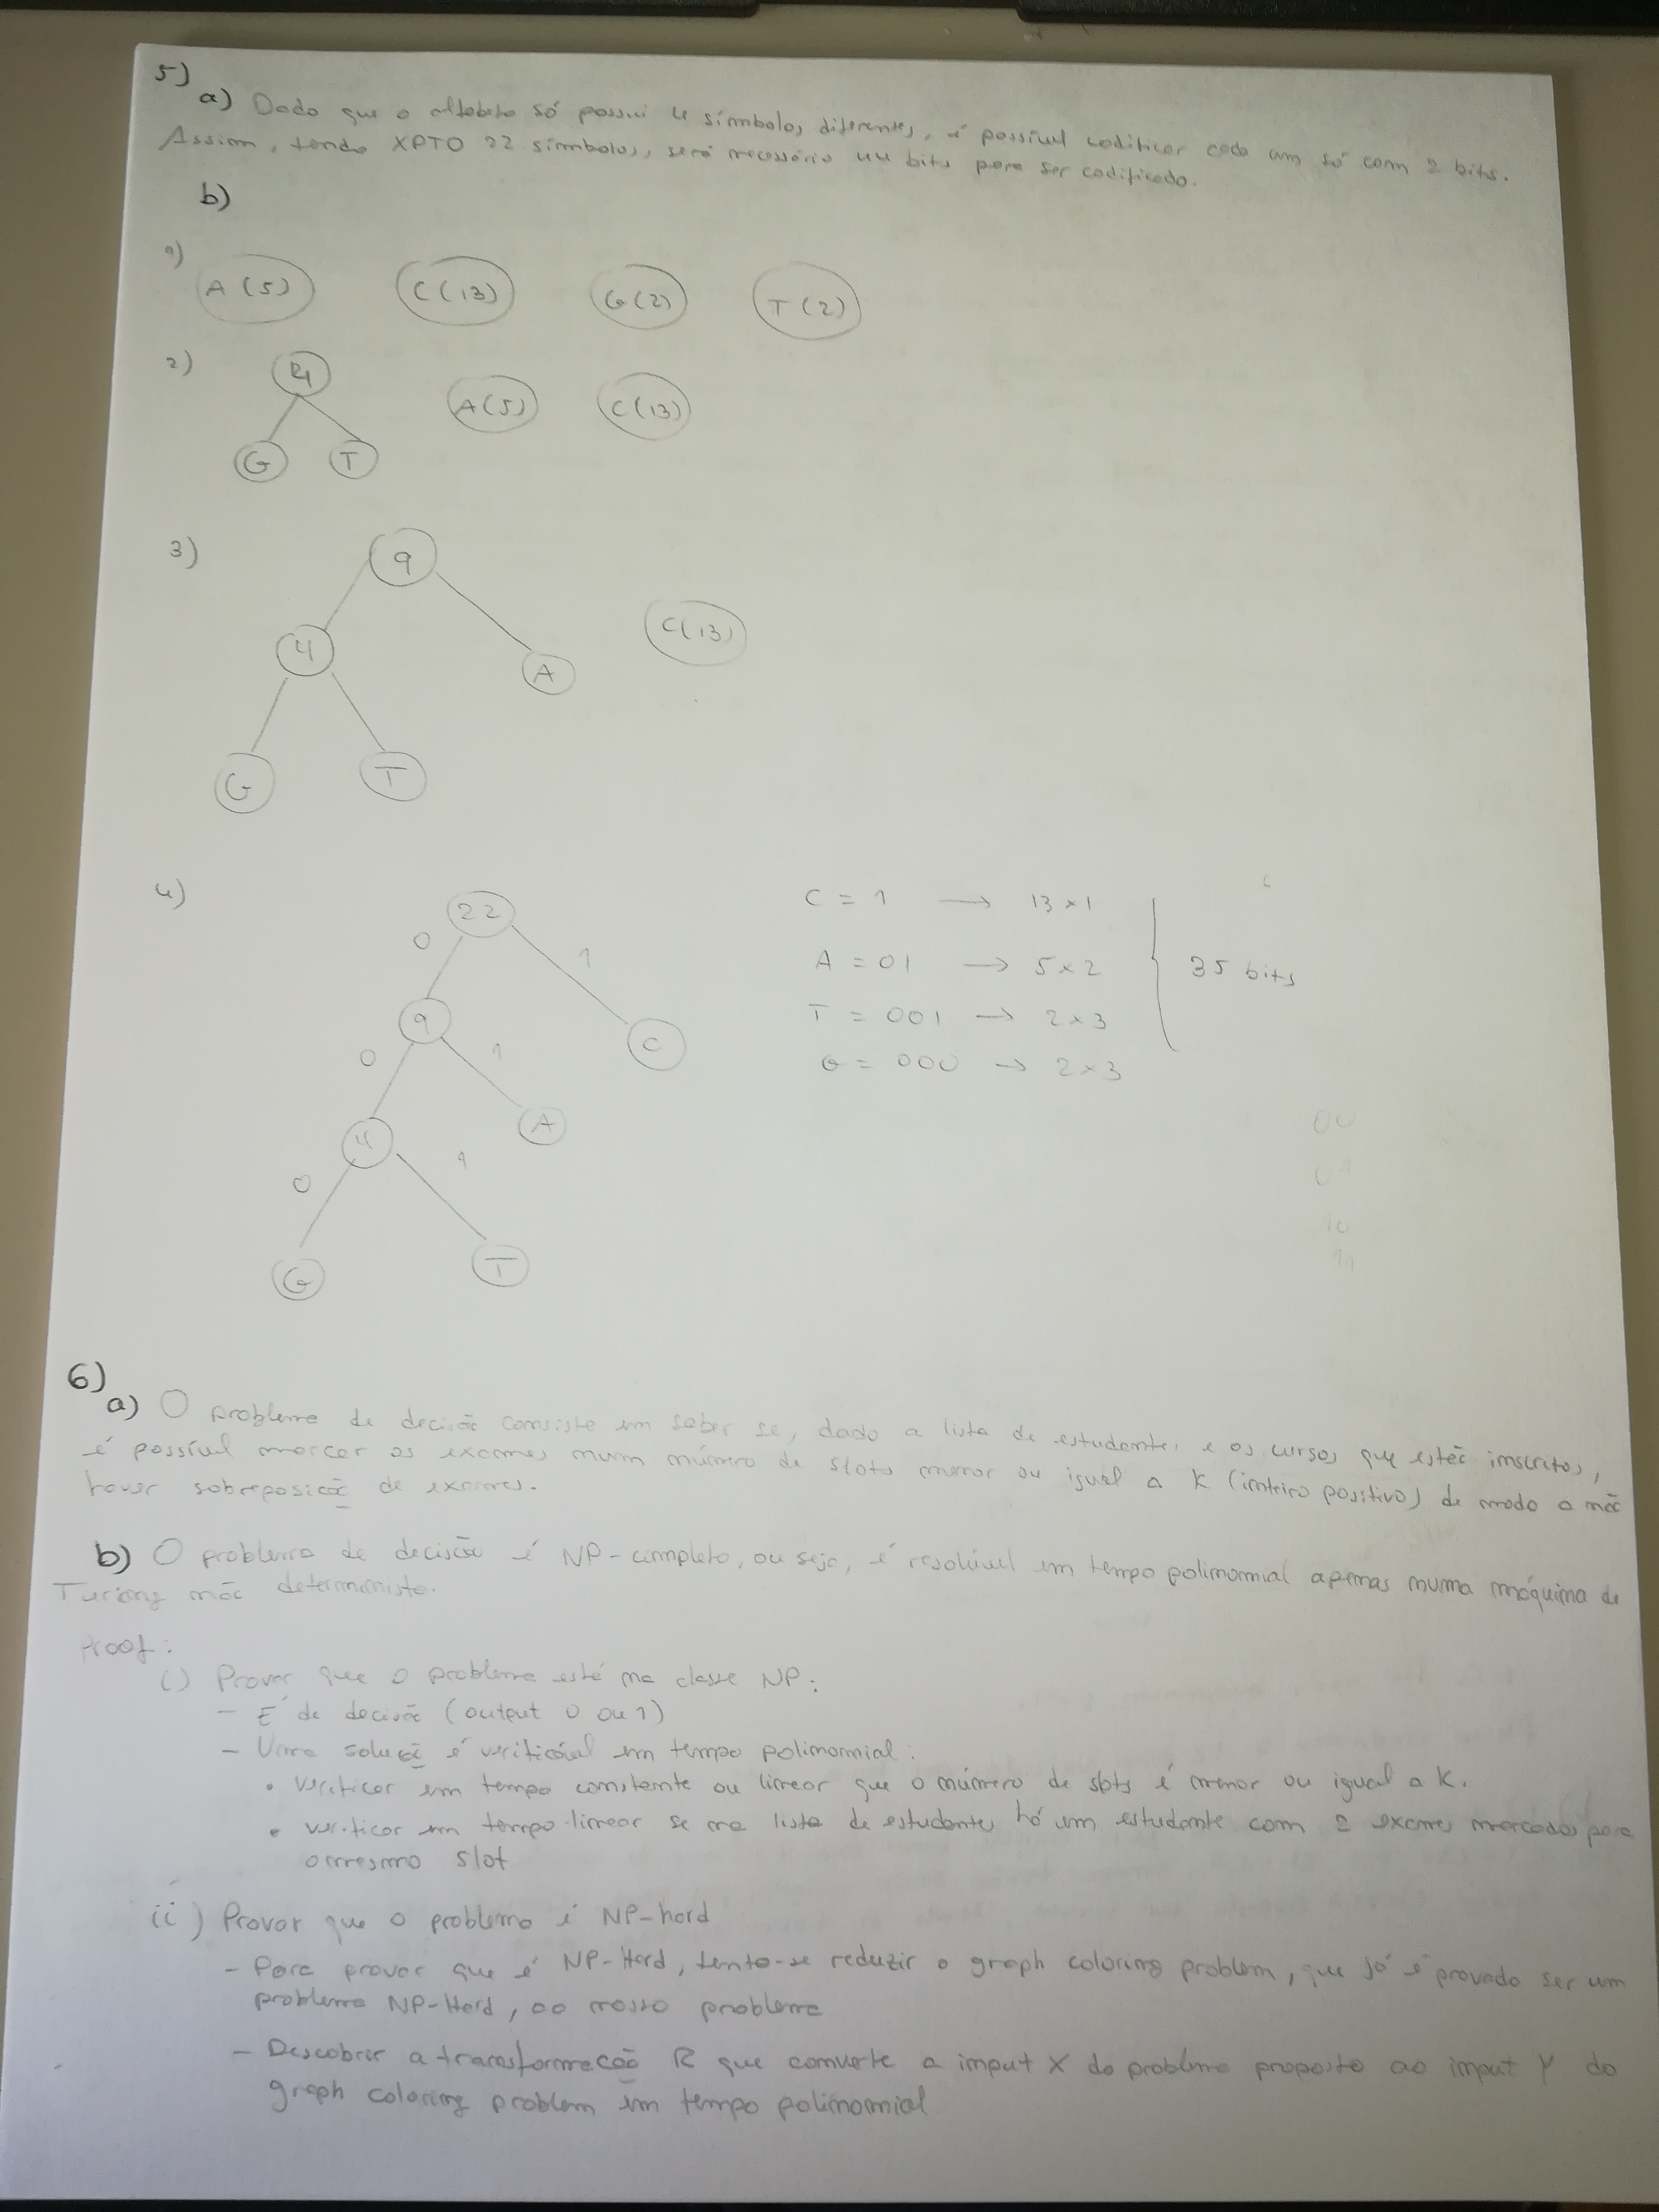 5)
a) Dado que o alfabeto só possui 4 símbolos diferentes, é possível codificar cada um só com 2 bits.
Assim, tendo XPTO 22 símbolos, será necessário 44 bits para ser codificado.
b)
1)
A (5) C (13) G (2) T (2)
2)
4 A (5) C (13)
G T
3)
9
C (13)
4 A
G T
4)
22 C = 1 → 13 × 1
0 1
A = 01 → 5 × 2 35 bits
9 T = 001 → 2 × 3
C
0 1 G = 000 → 2 × 3
4 A 00
0 1 01
10
G T 11
6)
a) O problema de decisão consiste em saber se, dado a lista de estudantes e os cursos que estão inscritos,
é possível marcar os exames num número de slots menor ou igual a K (inteiro positivo) de modo a não
haver sobreposição de exames.
b) O problema de decisão é NP-completo, ou seja, é resolúvel em tempo polinomial apenas numa máquina de
Turing não determinista.
Proof:
i) Provar que o problema está na classe NP:
- É de decisão (output 0 ou 1)
- Uma solução é verificável em tempo polinomial:
• verificar em tempo constante ou linear que o número de slots é menor ou igual a K.
• verificar em tempo linear se na lista de estudantes há um estudante com 2 exames marcados para
o mesmo slot
ii) Provar que o problema é NP-hard
- Para provar que é NP-Hard, tenta-se reduzir o graph coloring problem, que já é provado ser um
problema NP-Hard, ao nosso problema
- Descobrir a transformação R que converte a input X do problema proposto ao input Y do
graph coloring problem em tempo polinomial